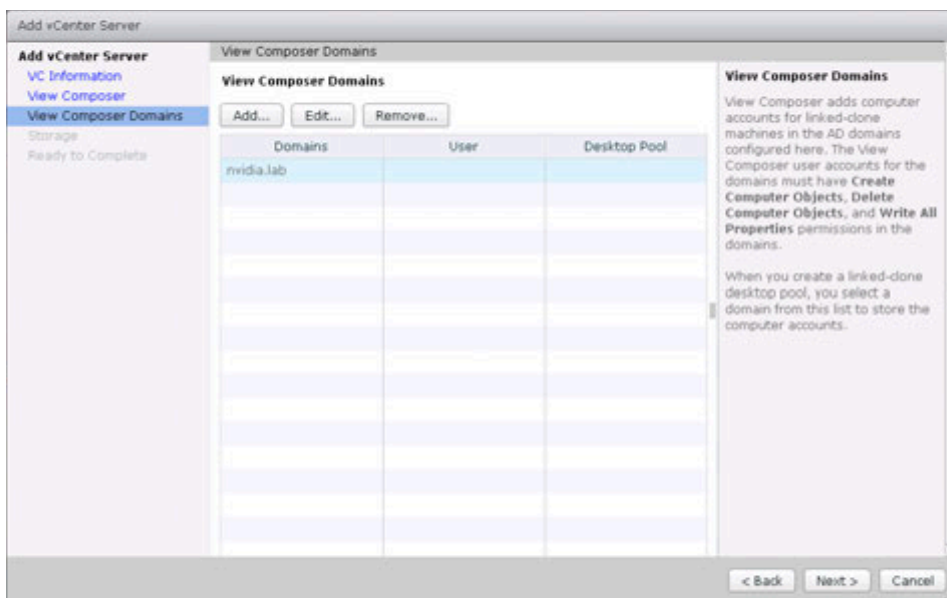 Add vCenter Server
Add vCenter Server
VC Information
View Composer
View Composer Domains
Storage
Ready to Complete
View Composer Domains
View Composer Domains
Add... Edit... Remove...
Domains User Desktop Pool
nvidia.lab
View Composer Domains
View Composer adds computer
accounts for linked-clone
machines in the AD domains
configured here. The View
Composer user accounts for the
domains must have Create
Computer Objects, Delete
Computer Objects, and Write All
Properties permissions in the
domains.
When you create a linked-clone
desktop pool, you select a
domain from this list to store the
computer accounts.
< Back Next > Cancel